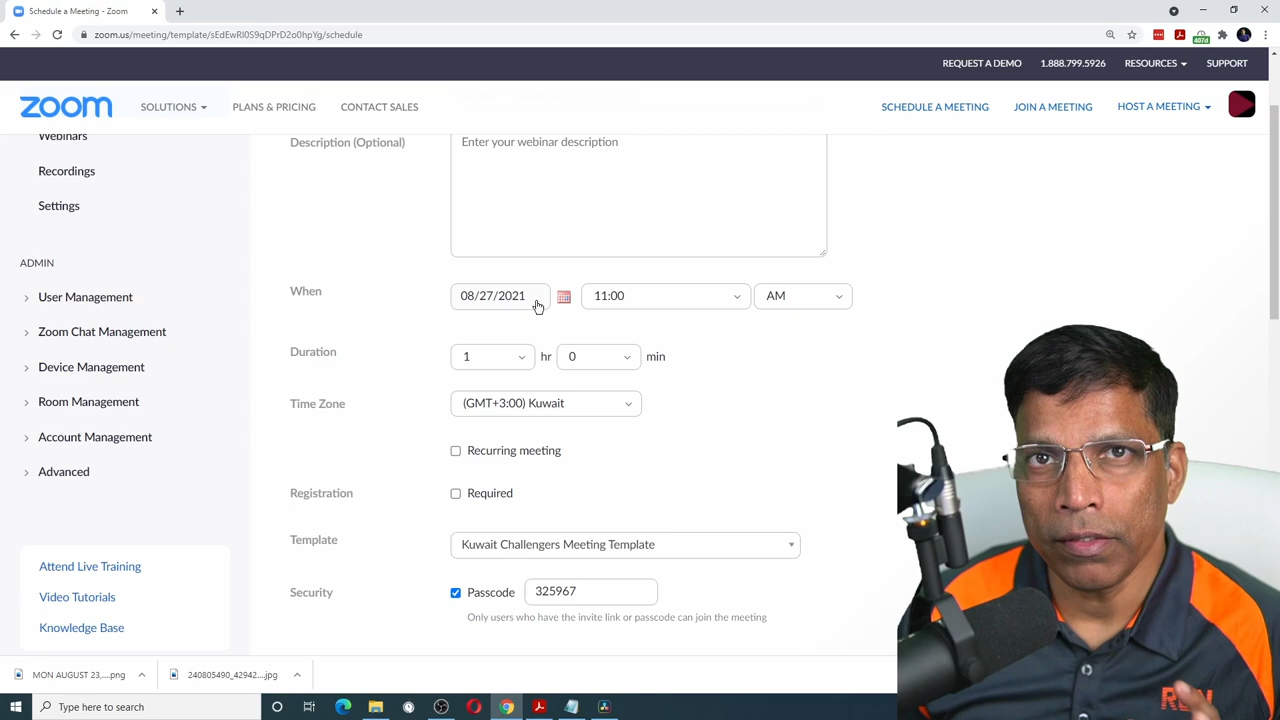 Schedule a Meeting - Zoom
zoom.us/meeting/template/sEdEwRl0S9qDPrD2o0hpYg/schedule
407d
REQUEST A DEMO 1.888.799.5926 RESOURCES SUPPORT
zoom SOLUTIONS PLANS & PRICING CONTACT SALES SCHEDULE A MEETING JOIN A MEETING HOST A MEETING
Webinars
Recordings
Settings
ADMIN
User Management
Zoom Chat Management
Device Management
Room Management
Account Management
Advanced
Attend Live Training
Video Tutorials
Knowledge Base
Description (Optional) Enter your webinar description
When 08/27/2021 11:00 AM
Duration 1 hr 0 min
Time Zone (GMT+3:00) Kuwait
Recurring meeting
Registration Required
Template Kuwait Challengers Meeting Template
Security Passcode 325967
Only users who have the invite link or passcode can join the meeting
MON AUGUST 23,....png 240805490_42942...jpg
Type here to search